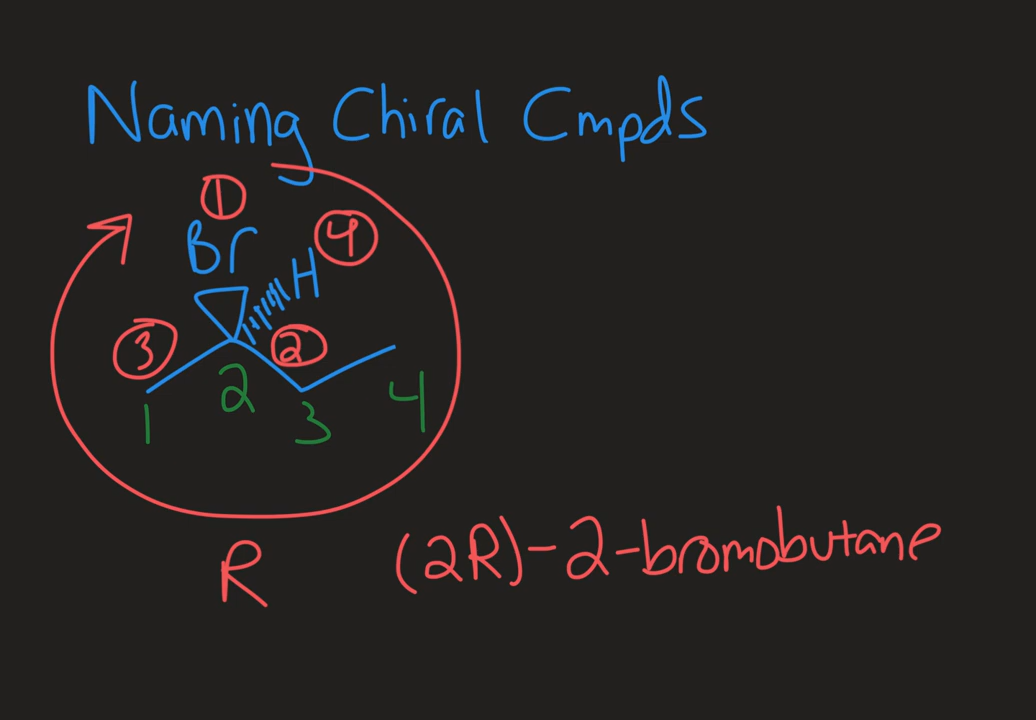 Naming Chiral Cmpds
①
Br
④
H
③
②
1 2 3 4
R
(2R)-2-bromobutane